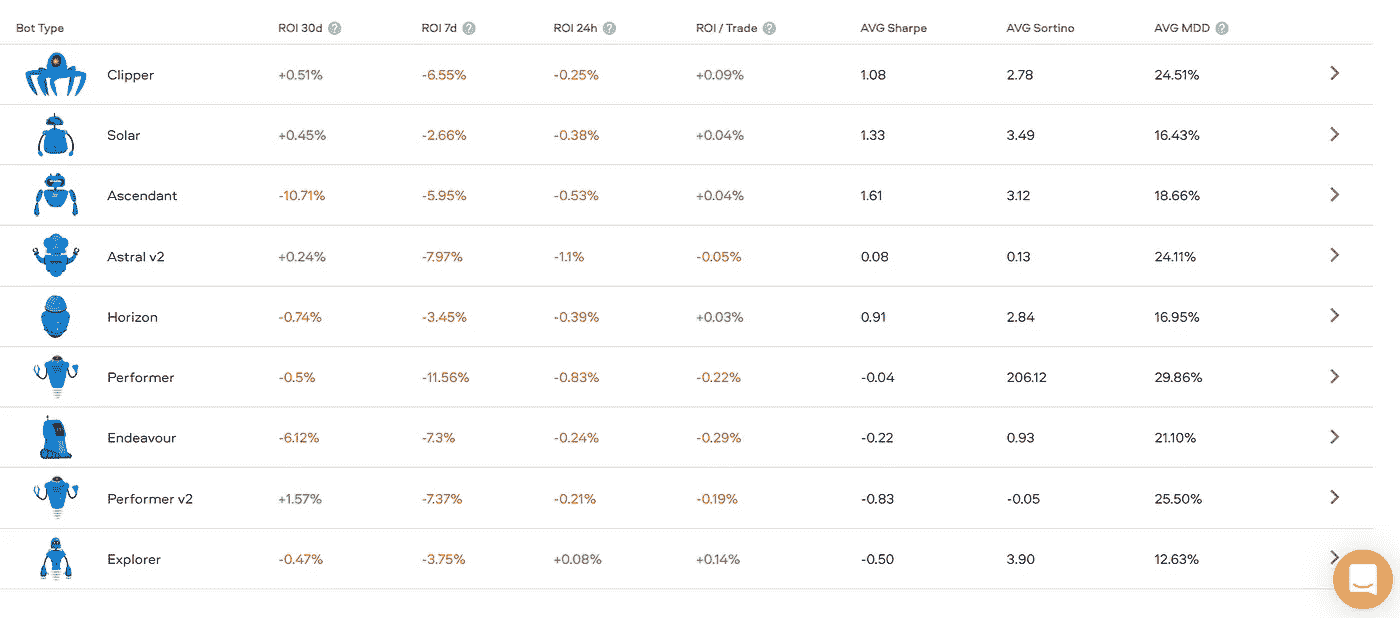 Bot Type ROI 30d ? ROI 7d ? ROI 24h ? ROI / Trade ? AVG Sharpe AVG Sortino AVG MDD ?
Clipper +0.51% -6.55% -0.25% +0.09% 1.08 2.78 24.51%
Solar +0.45% -2.66% -0.38% +0.04% 1.33 3.49 16.43%
Ascendant -10.71% -5.95% -0.53% +0.04% 1.61 3.12 18.66%
Astral v2 +0.24% -7.97% -1.1% -0.05% 0.08 0.13 24.11%
Horizon -0.74% -3.45% -0.39% +0.03% 0.91 2.84 16.95%
Performer -0.5% -11.56% -0.83% -0.22% -0.04 206.12 29.86%
Endeavour -6.12% -7.3% -0.24% -0.29% -0.22 0.93 21.10%
Performer v2 +1.57% -7.37% -0.21% -0.19% -0.83 -0.05 25.50%
Explorer -0.47% -3.75% +0.08% +0.14% -0.50 3.90 12.63%